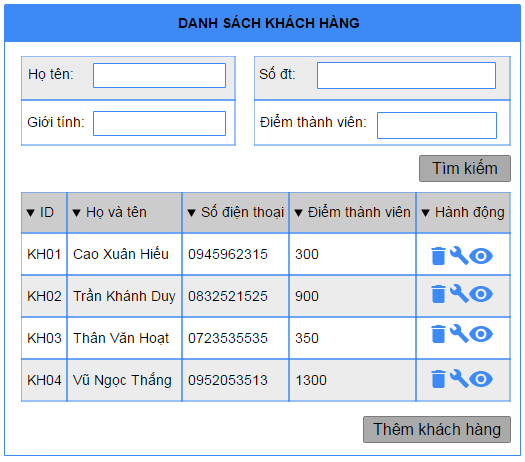 DANH SÁCH KHÁCH HÀNG
Họ tên: Số đt:
Giới tính: Điểm thành viên:
Tìm kiếm
ID Họ và tên Số điện thoại Điểm thành viên Hành động
KH01 Cao Xuân Hiếu 0945962315 300
KH02 Trần Khánh Duy 0832521525 900
KH03 Thân Văn Hoạt 0723535535 350
KH04 Vũ Ngọc Thắng 0952053513 1300
Thêm khách hàng